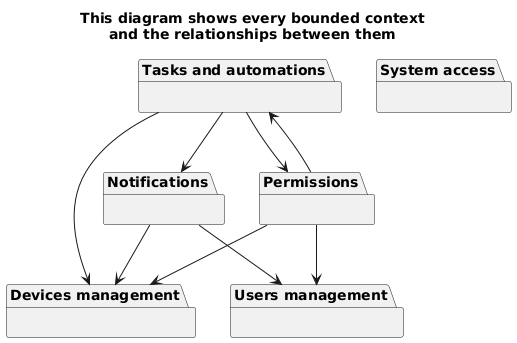 This diagram shows every bounded context
and the relationships between them
Tasks and automations
System access
Notifications
Permissions
Devices management
Users management